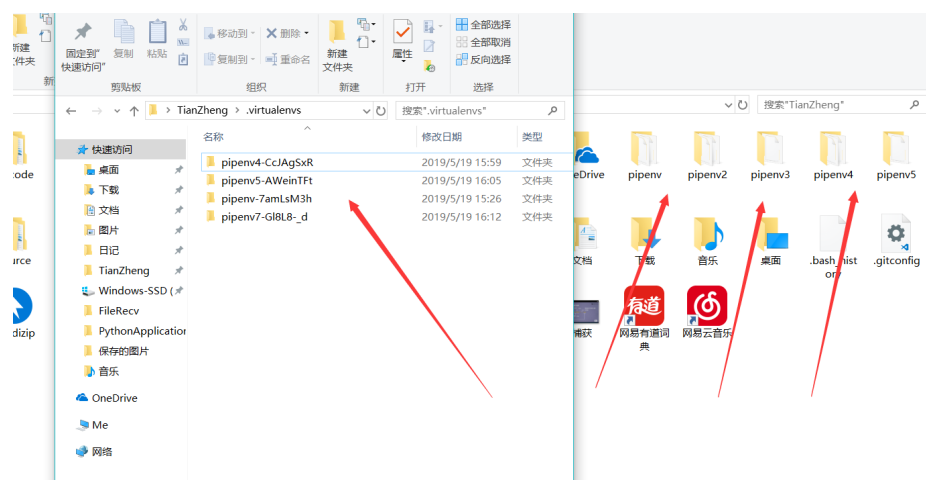 新建
件夹
新
固定到"
快速访问"
复制
粘贴
移动到
复制到
删除
重命名
新建
文件夹
属性
全部选择
全部取消
反向选择
剪贴板
组织
新建
打开
选择
TianZheng > .virtualenvs
搜索".virtualenvs"
名称
修改日期
类型
pipenv4-CcJAgSxR 2019/5/19 15:59 文件夹
pipenv5-AWeinTFt 2019/5/19 16:05 文件夹
pipenv-7amLsM3h 2019/5/19 15:26 文件夹
pipenv7-Gl8L8-_d 2019/5/19 16:12 文件夹
快速访问
桌面
下载
文档
图片
日记
TianZheng
Windows-SSD (
FileRecv
PythonApplication
保存的图片
音乐
OneDrive
Me
网络
code
urce
dizip
搜索"TianZheng"
eDrive
pipenv
pipenv2
pipenv3
pipenv4
pipenv5
文档
下载
音乐
桌面
.bash_hist
ory
.gitconfig
捕获
有道
网易有道词
典
网易云音乐